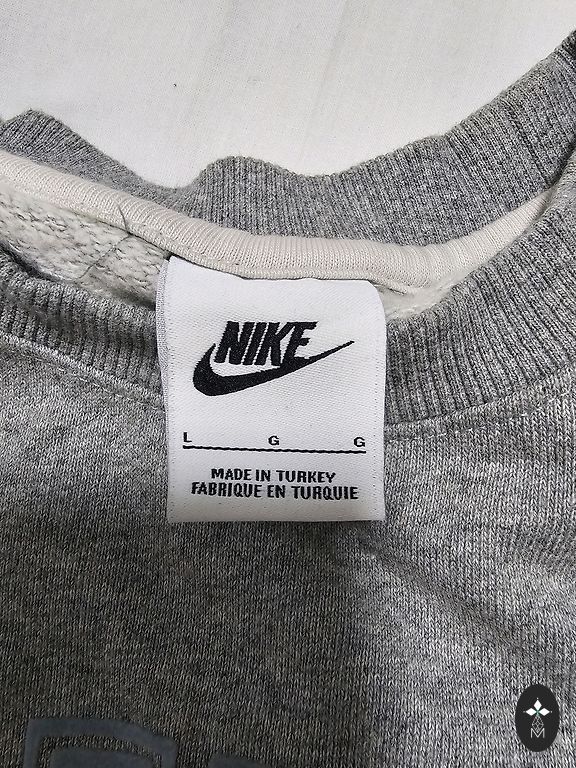 NIKE
L G G
MADE IN TURKEY
FABRIQUE EN TURQUIE
M